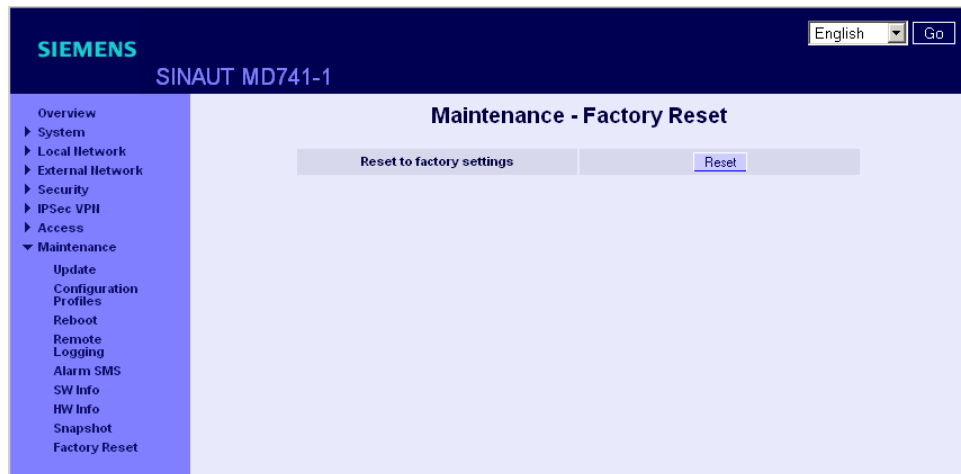 English
Go
SIEMENS
SINAUT MD741-1
Overview
System
Local Network
External Network
Security
IPSec VPN
Access
Maintenance
Update
Configuration
Profiles
Reboot
Remote
Logging
Alarm SMS
SW Info
HW Info
Snapshot
Factory Reset
Maintenance - Factory Reset
Reset to factory settings
Reset